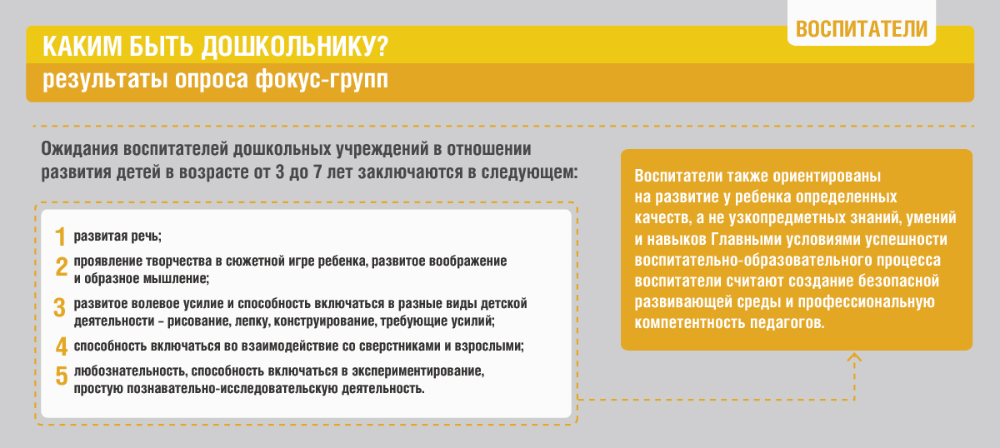 ВОСПИТАТЕЛИ
КАКИМ БЫТЬ ДОШКОЛЬНИКУ?
результаты опроса фокус-групп
Ожидания воспитателей дошкольных учреждений в отношении
развития детей в возрасте от 3 до 7 лет заключаются в следующем:
1 развитая речь;
2 проявление творчества в сюжетной игре ребенка, развитое воображение
и образное мышление;
3 развитое волевое усилие и способность включаться в разные виды детской
деятельности – рисование, лепку, конструирование, требующие усилий;
4 способность включаться во взаимодействие со сверстниками и взрослыми;
5 любознательность, способность включаться в экспериментирование,
простую познавательно-исследовательскую деятельность.
Воспитатели также ориентированы
на развитие у ребенка определенных
качеств, а не узкопредметных знаний, умений
и навыков Главными условиями успешности
воспитательно-образовательного процесса
воспитатели считают создание безопасной
развивающей среды и профессиональную
компетентность педагогов.